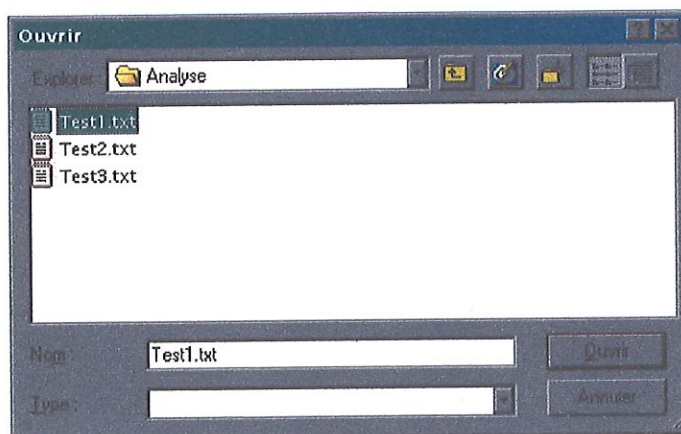 Ouvrir
Explorer: Analyse
Test1.txt
Test2.txt
Test3.txt
Nom: Test1.txt
Ouvrir
Type:
Annuler